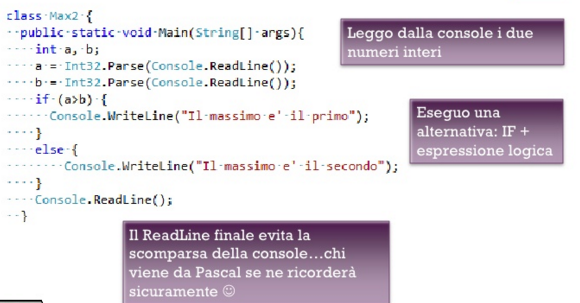 class Max2 {
public static void Main(String[] args){
int a, b;
a = Int32.Parse(Console.ReadLine());
b = Int32.Parse(Console.ReadLine());
if (a>b) {
Console.WriteLine("Il massimo e' il primo");
}
else {
Console.WriteLine("Il massimo e' il secondo");
}
Console.ReadLine();
}
Leggo dalla console i due
numeri interi
Eseguo una
alternativa: IF +
espressione logica
Il ReadLine finale evita la
scomparsa della console...chi
viene da Pascal se ne ricorderà
sicuramente ☺